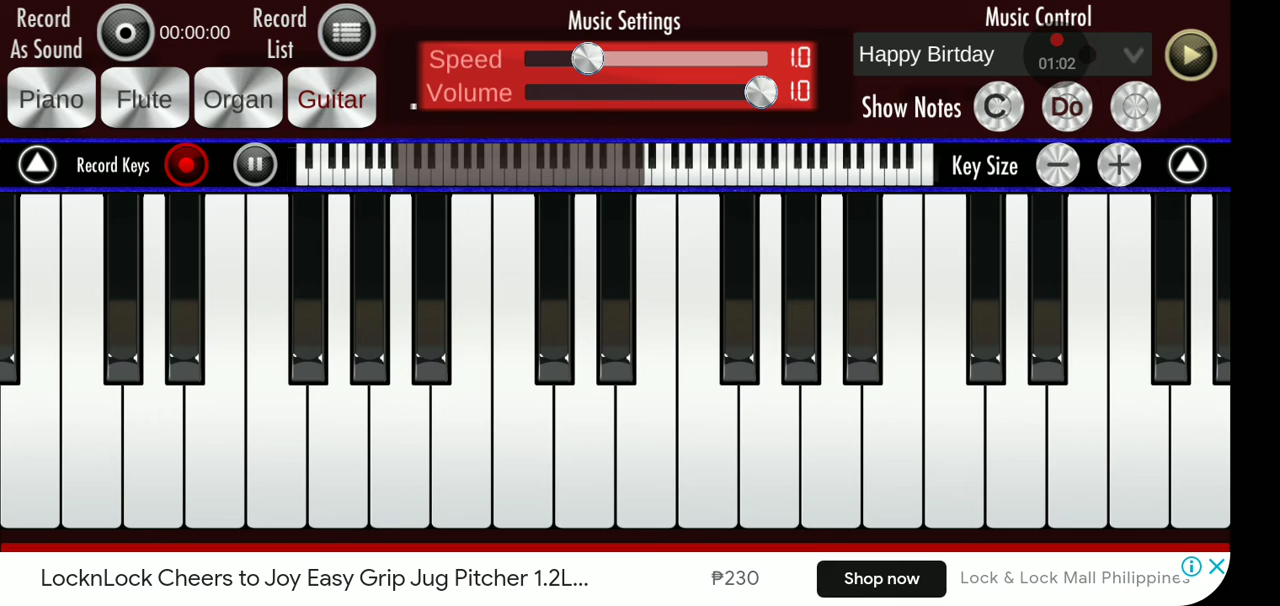 Record
As Sound
00:00:00
Record
List
Music Settings
Music Control
Speed
1.0
Volume
1.0
Happy Birtday
01:02
Piano
Flute
Organ
Guitar
Show Notes
C
Do
Record Keys
Key Size
LocknLock Cheers to Joy Easy Grip Jug Pitcher 1.2L...
₱230
Shop now
Lock & Lock Mall Philippines